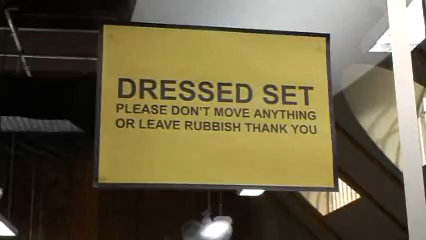 DRESSED SET
PLEASE DON'T MOVE ANYTHING
OR LEAVE RUBBISH THANK YOU